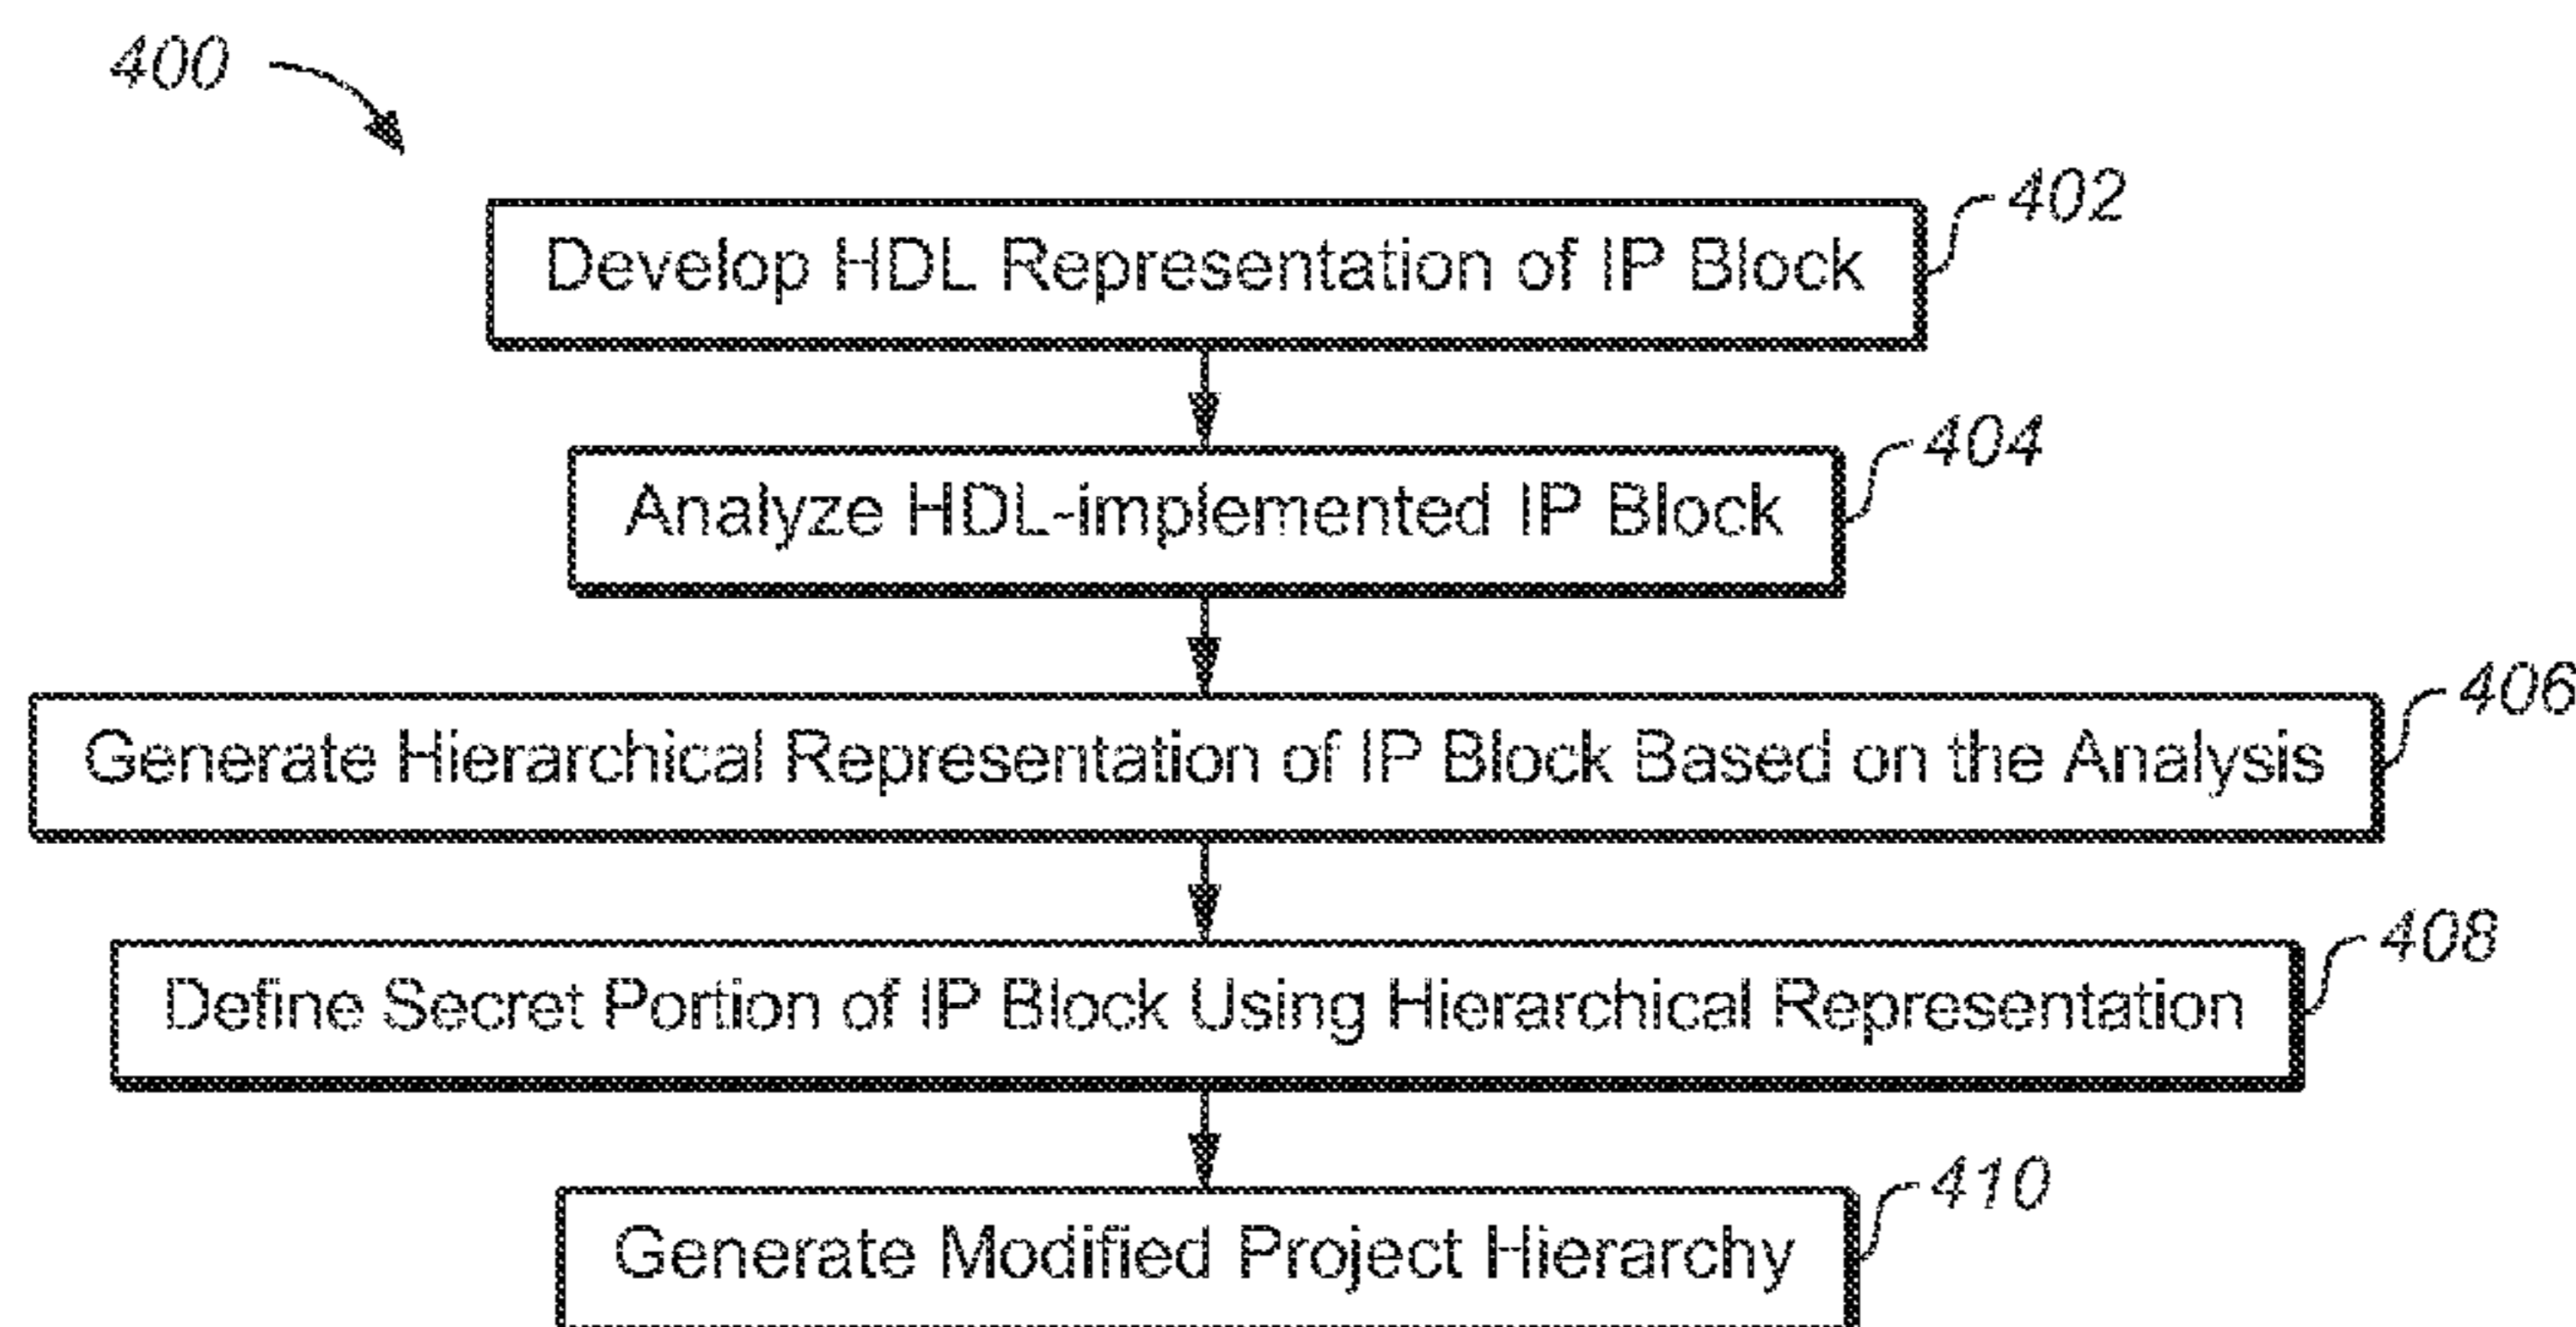 400
402
Develop HDL Representation of IP Block
404
Analyze HDL-implemented IP Block
406
Generate Hierarchical Representation of IP Block Based on the Analysis
408
Define Secret Portion of IP Block Using Hierarchical Representation
410
Generate Modified Project Hierarchy